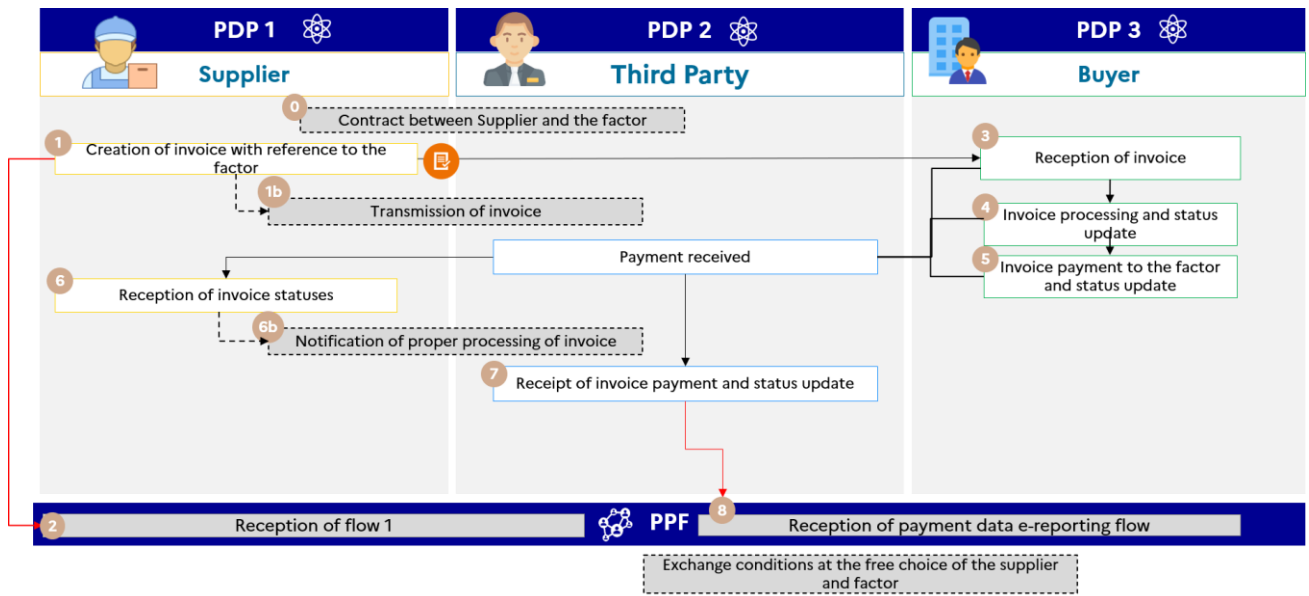 PDP 1
PDP 2
PDP 3
Supplier
Third Party
Buyer
0
Contract between Supplier and the factor
1
Creation of invoice with reference to the
factor
3
Reception of invoice
1b
Transmission of invoice
4
Invoice processing and status
update
Payment received
5
Invoice payment to the factor
and status update
6
Reception of invoice statuses
6b
Notification of proper processing of invoice
7
Receipt of invoice payment and status update
2
Reception of flow 1
PPF
8
Reception of payment data e-reporting flow
Exchange conditions at the free choice of the supplier
and factor